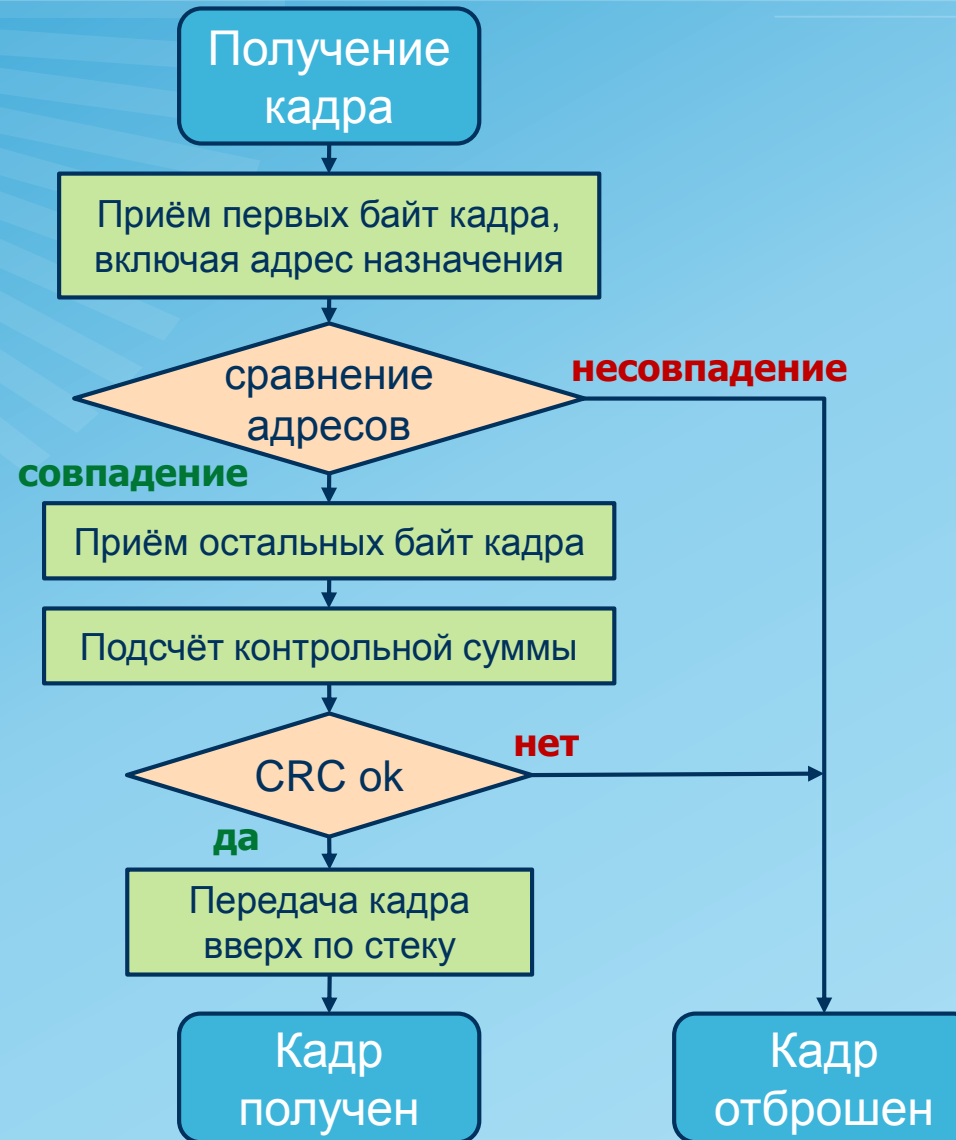 Получение
кадра
Приём первых байт кадра,
включая адрес назначения
сравнение
адресов
несовпадение
совпадение
Приём остальных байт кадра
Подсчёт контрольной суммы
CRC ok
нет
да
Передача кадра
вверх по стеку
Кадр
получен
Кадр
отброшен